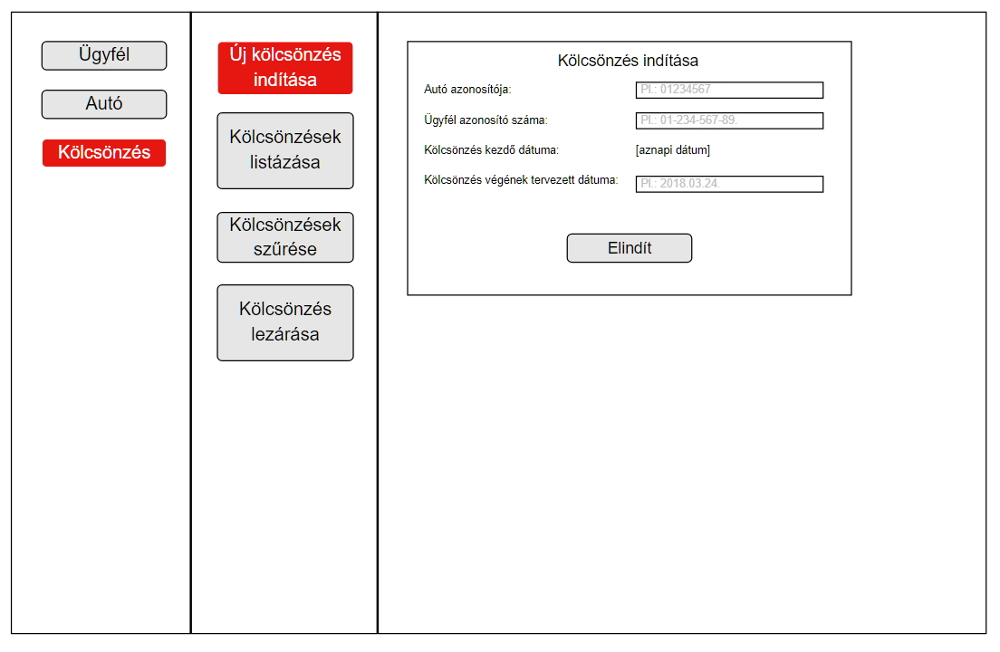 Ügyfél
Autó
Kölcsönzés
Új kölcsönzés
indítása
Kölcsönzések
listázása
Kölcsönzések
szűrése
Kölcsönzés
lezárása
Kölcsönzés indítása
Autó azonosítója:
Pl.: 01234567
Ügyfél azonosító száma:
Pl.: 01-234-567-89.
Kölcsönzés kezdő dátuma:
[aznapi dátum]
Kölcsönzés végének tervezett dátuma:
Pl.: 2018.03.24.
Elindít